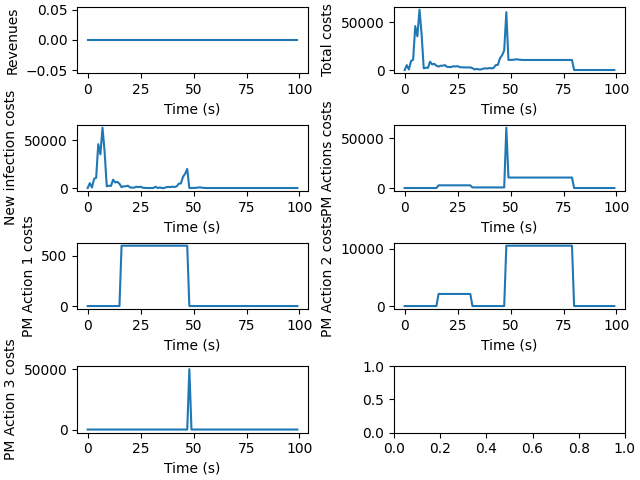 Revenues
0.05
0.00
−0.05
0 25 50 75 100
Time (s)
Total costs
50000
0
0 25 50 75 100
Time (s)
New infection costs
50000
0
0 25 50 75 100
Time (s)
PM Actions costs
50000
0
0 25 50 75 100
Time (s)
PM Action 1 costs
500
0
0 25 50 75 100
Time (s)
PM Action 2 costs
10000
0
0 25 50 75 100
Time (s)
PM Action 3 costs
50000
0
0 25 50 75 100
Time (s)
1.0
0.5
0.0
0.0 0.2 0.4 0.6 0.8 1.0